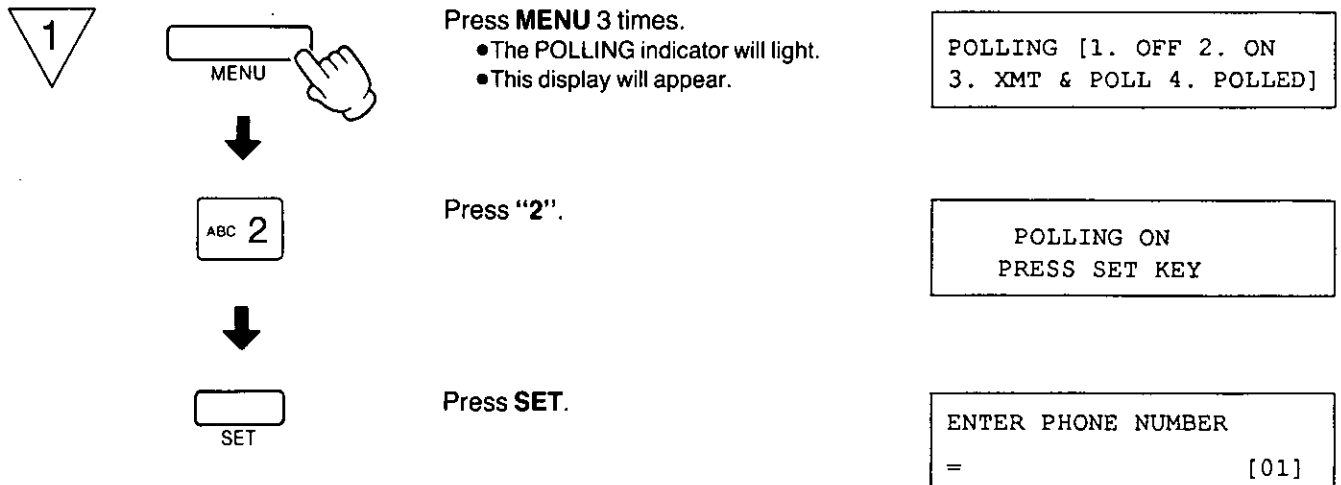 1
MENU
Press MENU 3 times.
●The POLLING indicator will light.
●This display will appear.
POLLING [1. OFF 2. ON
3. XMT & POLL 4. POLLED]
ABC 2
Press "2".
POLLING ON
PRESS SET KEY
SET
Press SET.
ENTER PHONE NUMBER
= [01]